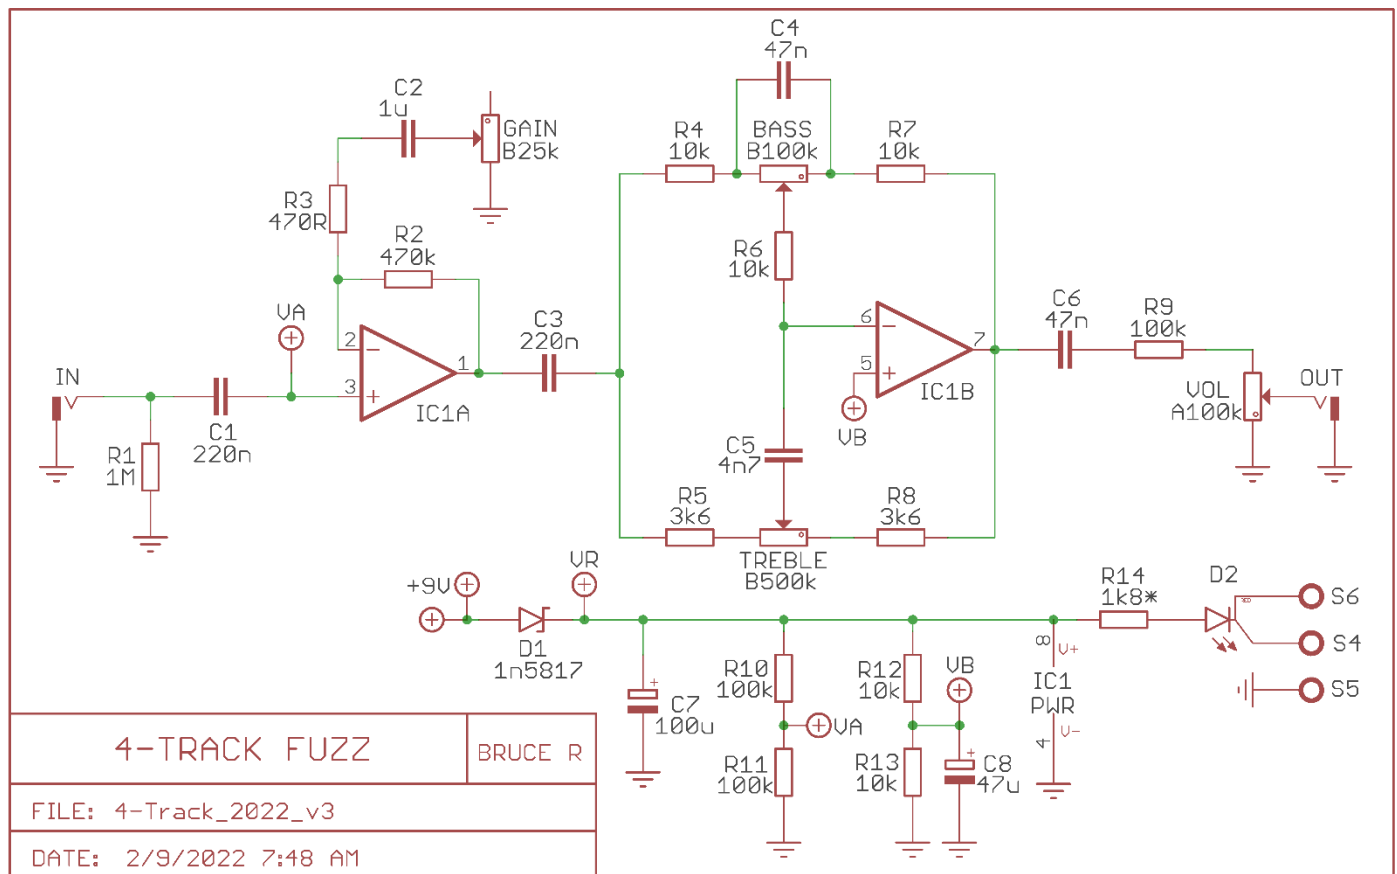 C4
47n
C2
1u
GAIN
B25k
R4
10k
BASS
B100k
R7
10k
R3
470R
R2
470k
R6
10k
VA
C3
220n
C6
47n
R9
100k
2
-
1
3
+
IC1A
6
-
7
5
+
IC1B
VB
IN
C1
220n
R1
1M
VOL
A100k
OUT
C5
4n7
R5
3k6
R8
3k6
TREBLE
B500k
+9V
VR
D1
1n5817
R14
1k8*
D2
S6
S4
S5
8
V+
IC1
PWR
V-
4
R10
100k
R12
10k
VB
C7
100u
+
VA
R11
100k
R13
10k
C8
47u
+
4-TRACK FUZZ
BRUCE R
FILE: 4-Track_2022_v3
DATE: 2/9/2022 7:48 AM